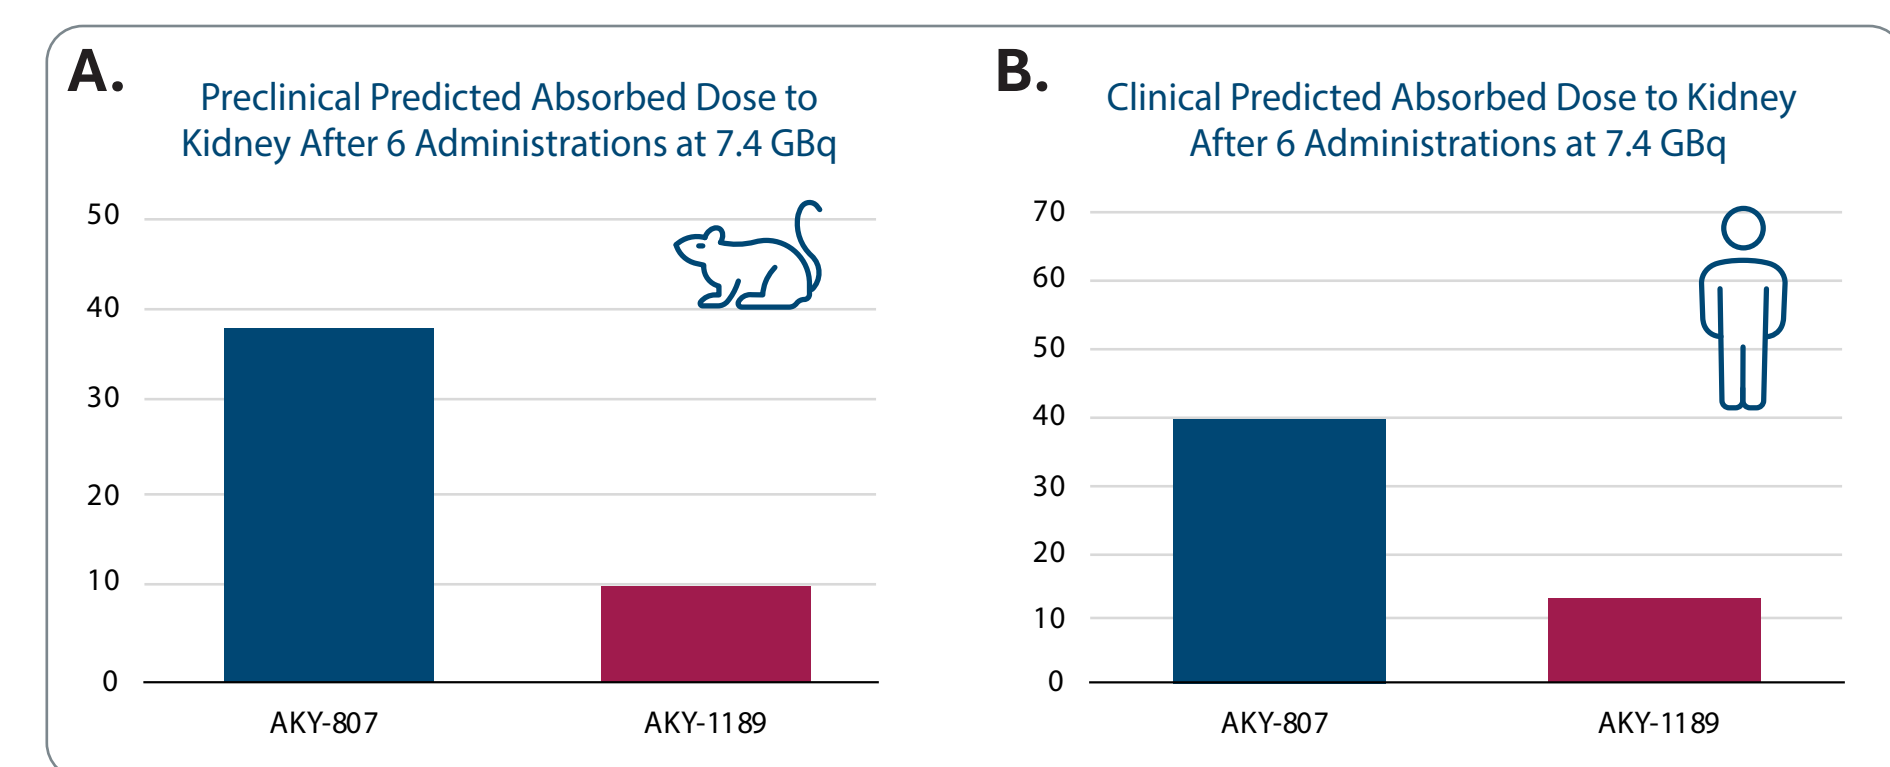 A.
Preclinical Predicted Absorbed Dose to
Kidney After 6 Administrations at 7.4 GBq
50
40
30
20
10
0
AKY-807
AKY-1189
B.
Clinical Predicted Absorbed Dose to Kidney
After 6 Administrations at 7.4 GBq
70
60
50
40
30
20
10
0
AKY-807
AKY-1189